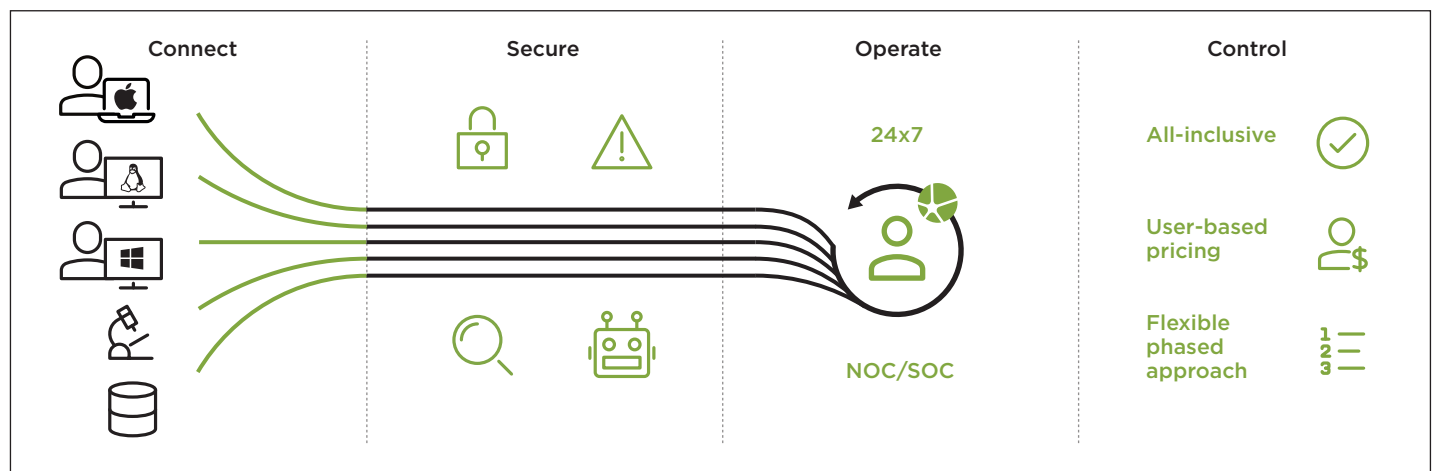 Connect
Secure
Operate
Control
24x7
NOC/SOC
All-inclusive
User-based
pricing
$
Flexible
phased
approach
1
2
3